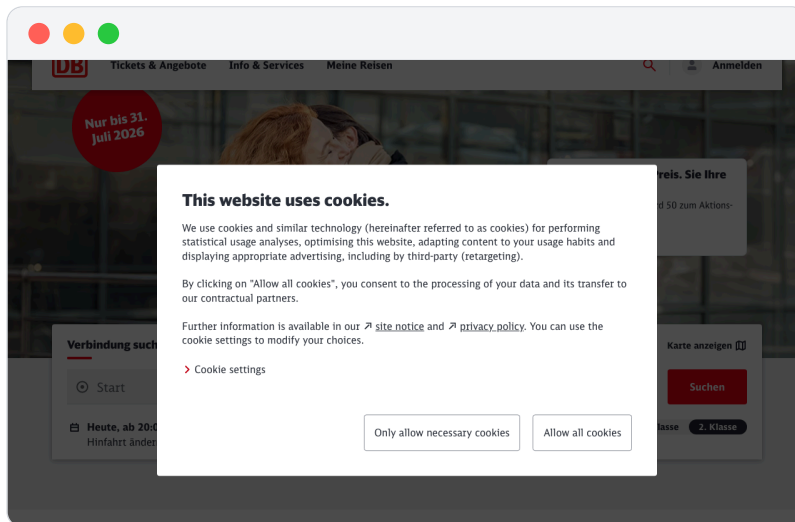 DB
Tickets & Angebote Info & Services Meine Reisen Anmelden
Nur bis 31.
Juli 2026
Preis. Sie Ihre
rd 50 zum Aktions-
This website uses cookies.
We use cookies and similar technology (hereinafter referred to as cookies) for performing
statistical usage analyses, optimising this website, adapting content to your usage habits and
displaying appropriate advertising, including by third-party (retargeting).
By clicking on "Allow all cookies", you consent to the processing of your data and its transfer to
our contractual partners.
Further information is available in our site notice and privacy policy. You can use the
cookie settings to modify your choices.
Cookie settings
Only allow necessary cookies Allow all cookies
Verbindung such Karte anzeigen
Start Suchen
Heute, ab 20:0 lasse 2. Klasse
Hinfahrt änder